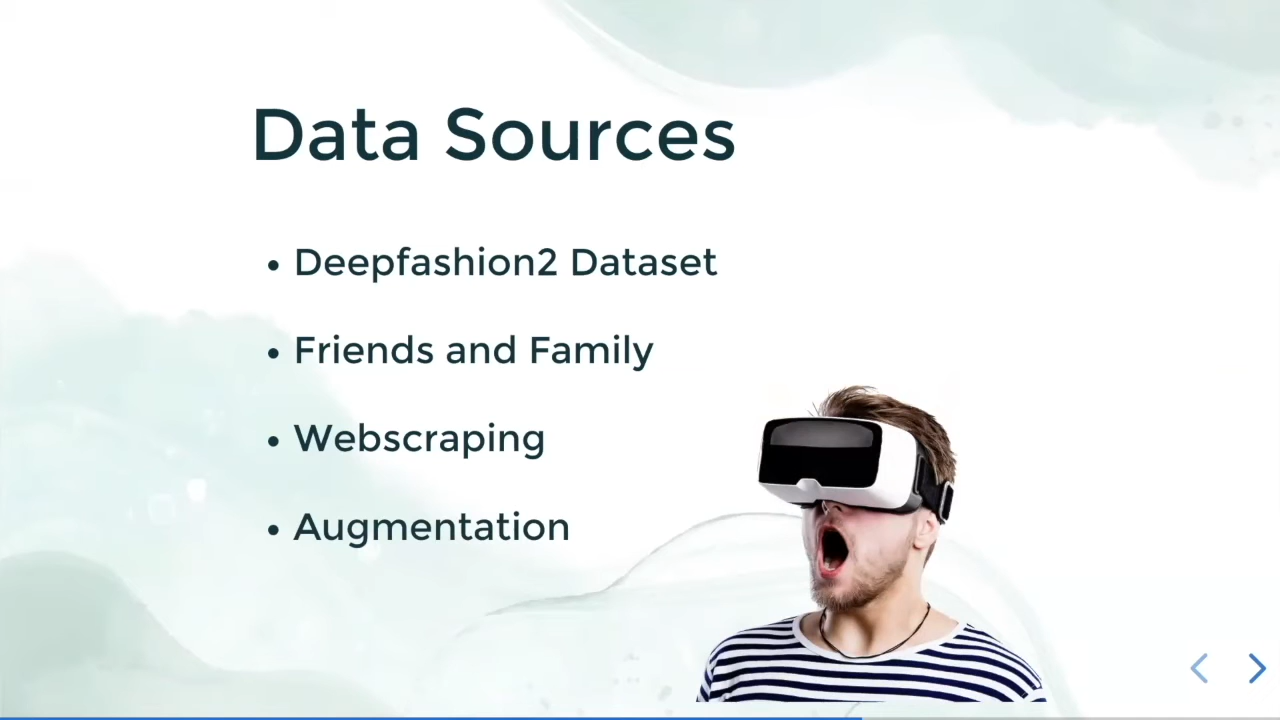 Data Sources
• Deepfashion2 Dataset
• Friends and Family
• Webscraping
• Augmentation